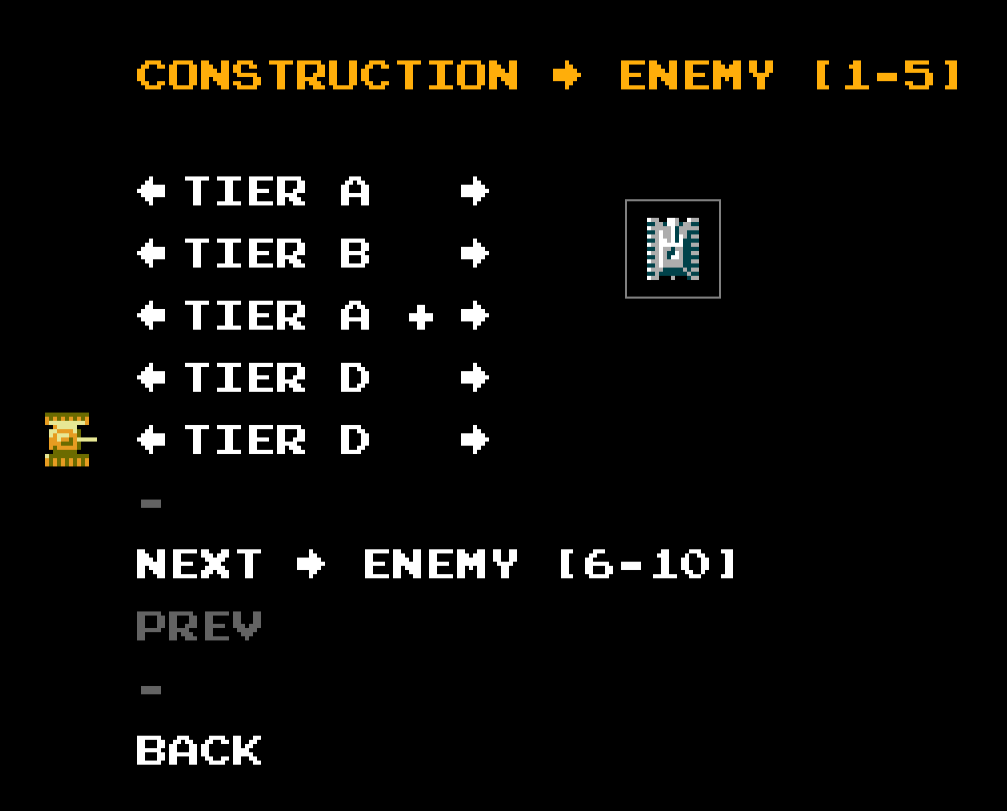 CONSTRUCTION → ENEMY [1-5]
← TIER A →
← TIER B →
← TIER A + →
← TIER D →
← TIER D →
-
NEXT → ENEMY [6-10]
PREV
-
BACK